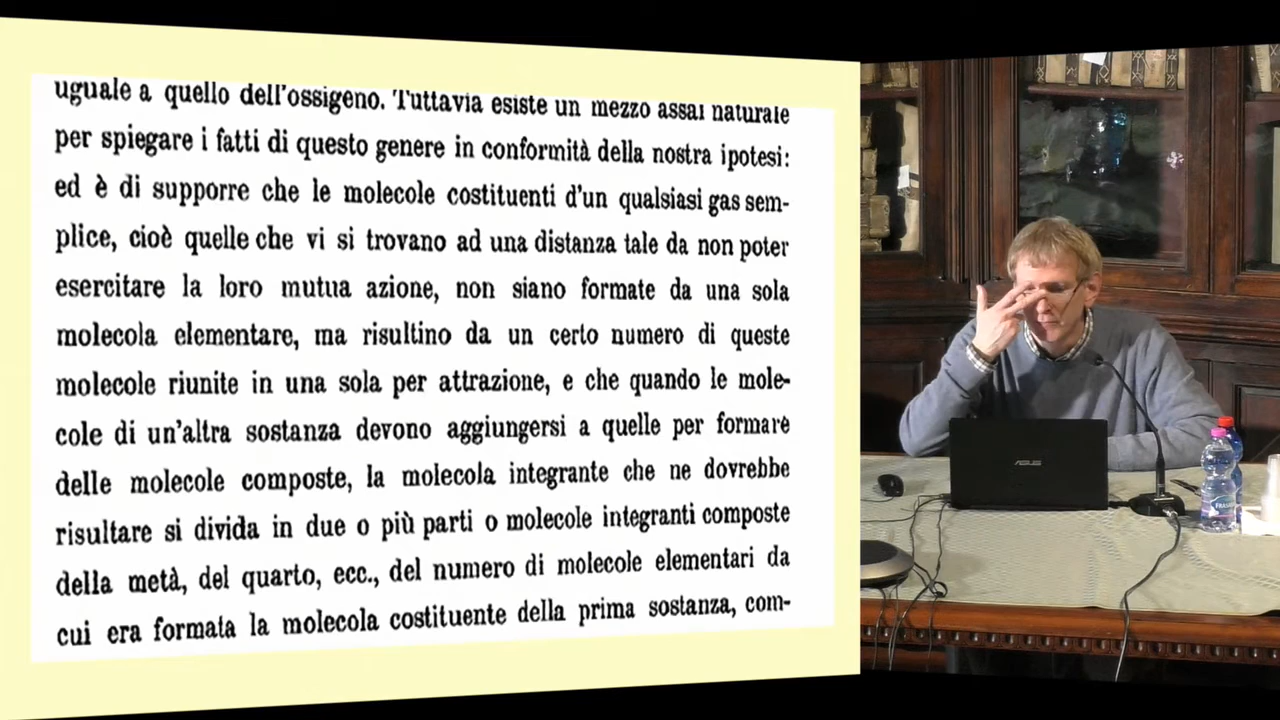 uguale a quello dell'ossigeno. Tuttavia esiste un mezzo assai naturale
per spiegare i fatti di questo genere in conformità della nostra ipotesi:
ed è di supporre che le molecole costituenti d'un qualsiasi gas sem-
plice, cioè quelle che vi si trovano ad una distanza tale da non poter
esercitare la loro mutua azione, non siano formate da una sola
molecola elementare, ma risultino da un certo numero di queste
molecole riunite in una sola per attrazione, e che quando le mole-
cole di un'altra sostanza devono aggiungersi a quelle per formare
delle molecole composte, la molecola integrante che ne dovrebbe
risultare si divida in due o più parti o molecole integranti composte
della metà, del quarto, ecc., del numero di molecole elementari da
cui era formata la molecola costituente della prima sostanza, com-
ASUS